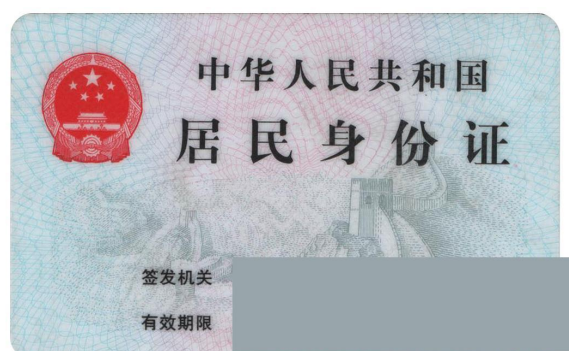 中华人民共和国
居民身份证
签发机关
有效期限